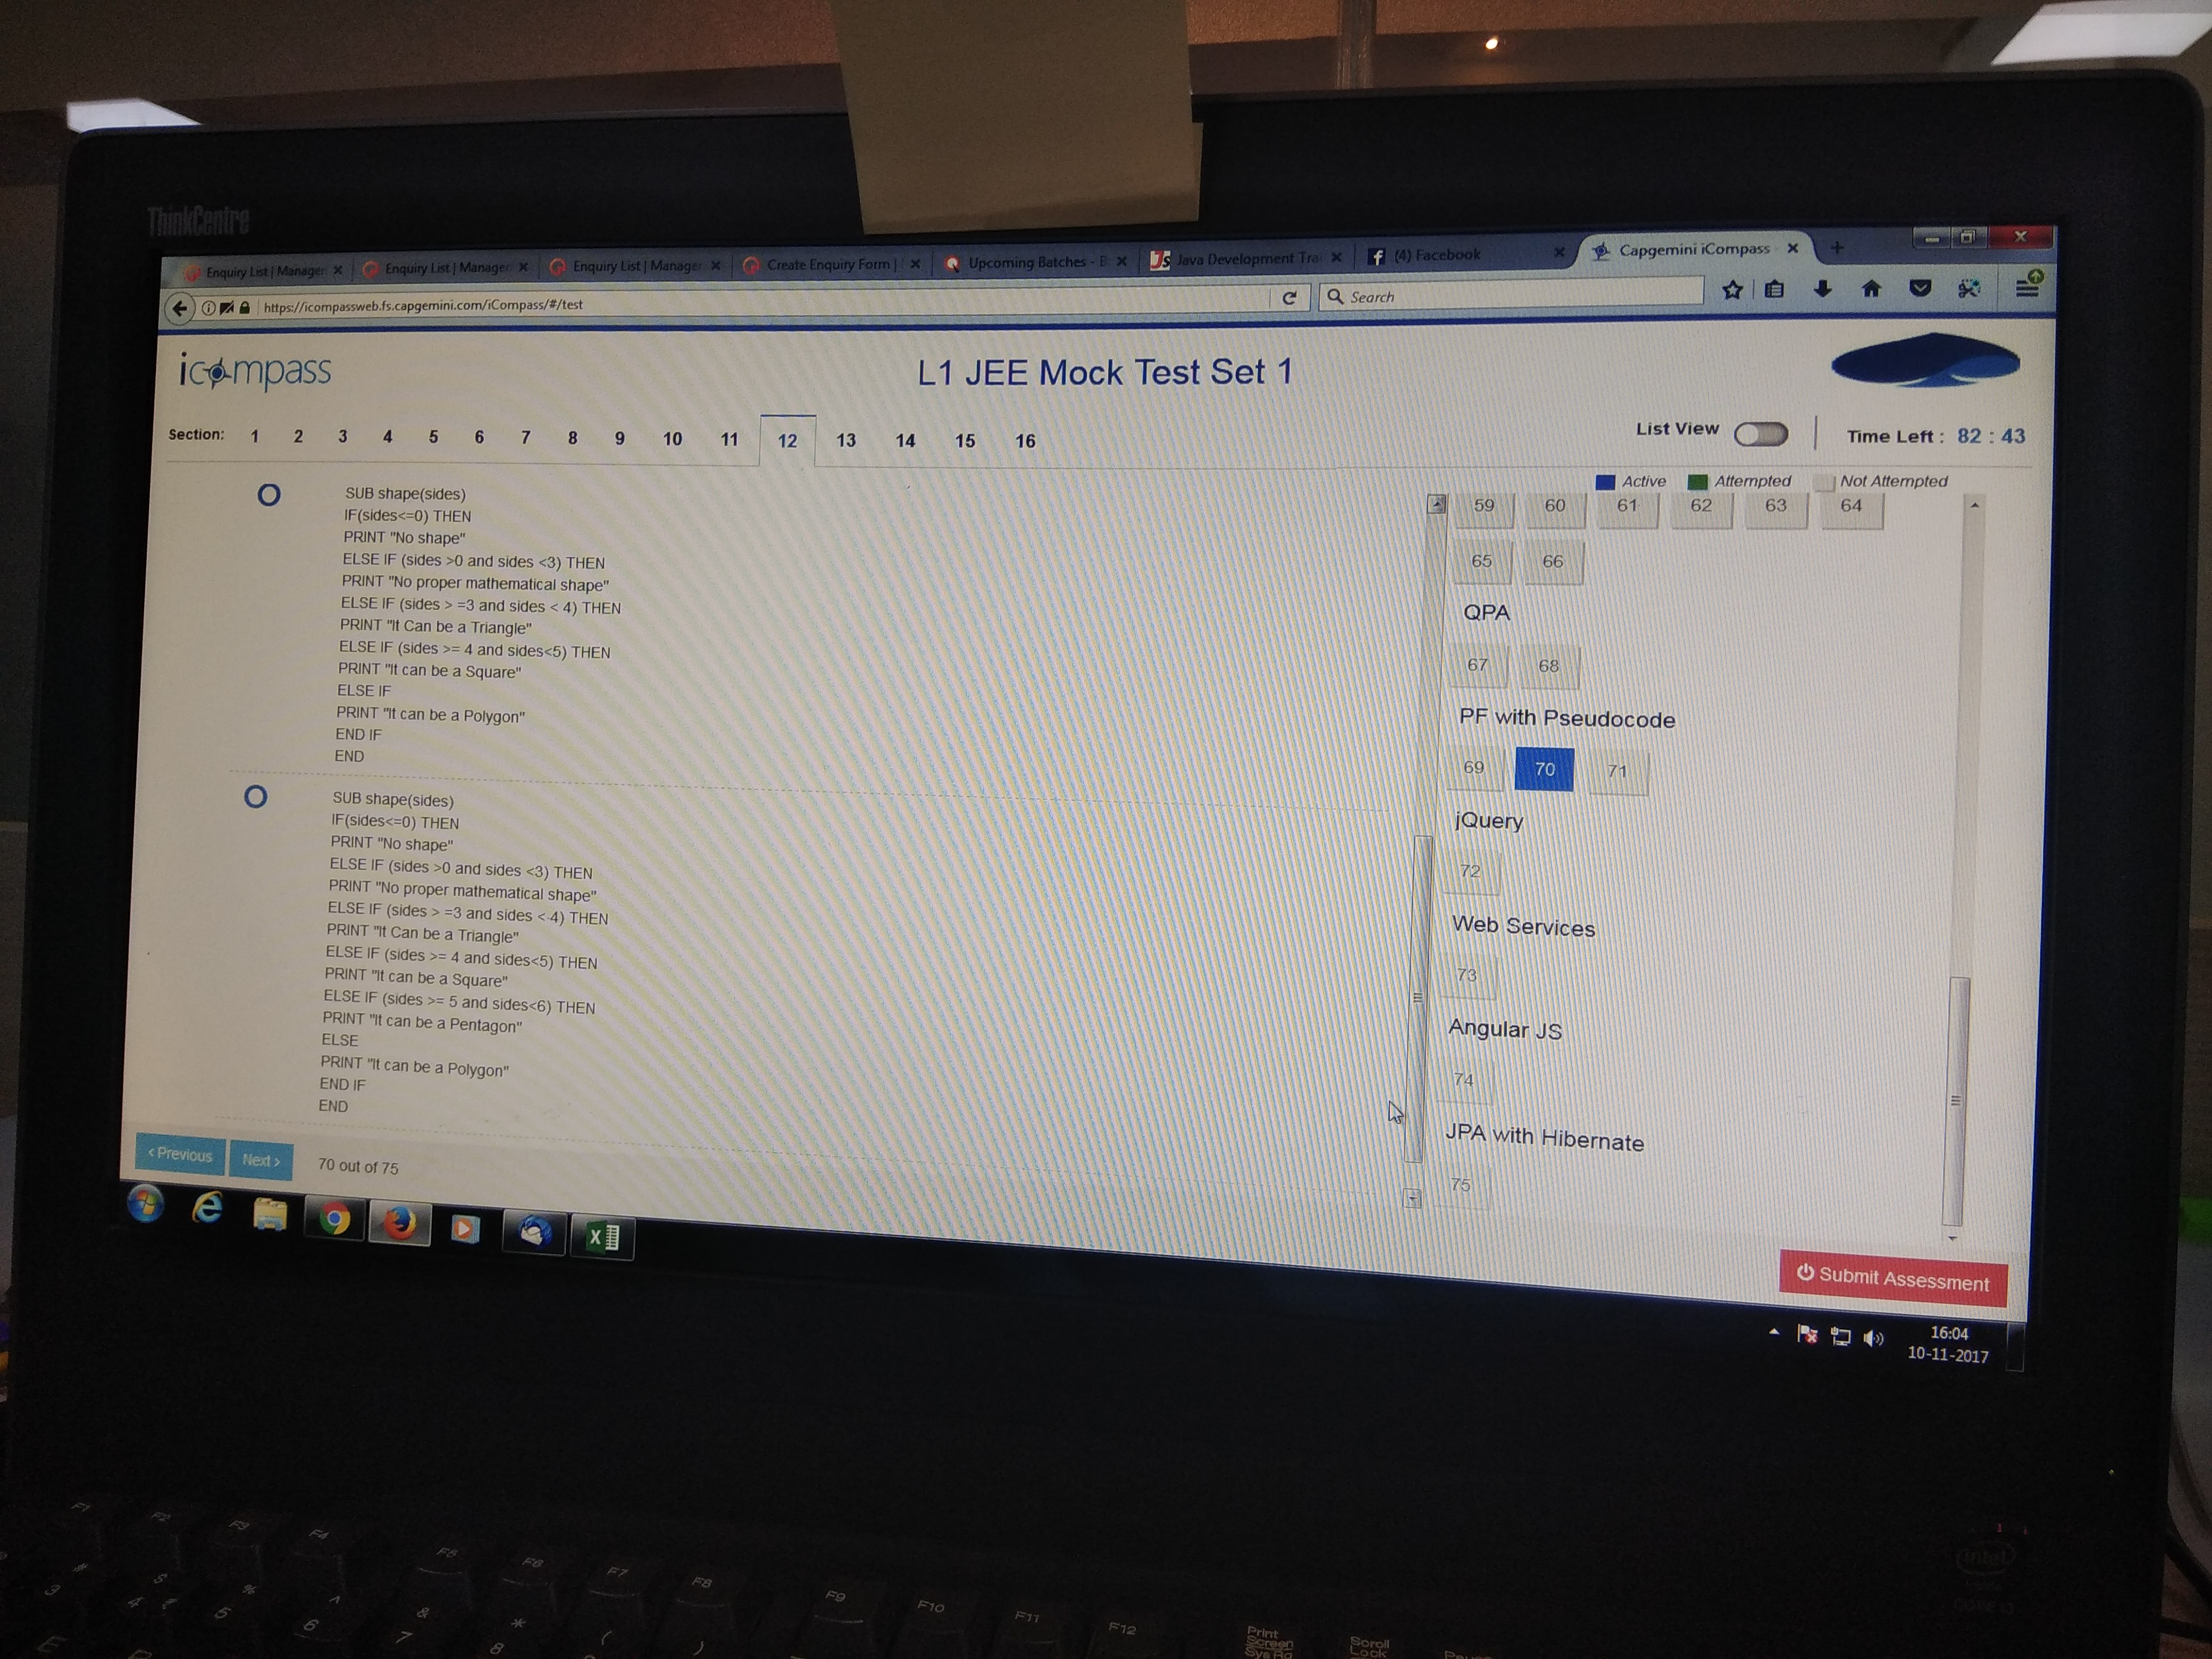 ThinkCentre
Enquiry List | Manager
Enquiry List | Manager
Enquiry List | Manager
Create Enquiry Form |
Upcoming Batches - B
Java Development Tra
(4) Facebook
Capgemini iCompass
https://icompassweb.fs.capgemini.com/iCompass/#/test
Search
icompass
L1 JEE Mock Test Set 1
Section: 1 2 3 4 5 6 7 8 9 10 11 12 13 14 15 16
List View
Time Left : 82 : 43
Active Attempted Not Attempted
SUB shape(sides)
IF(sides<=0) THEN
PRINT "No shape"
ELSE IF (sides >0 and sides <3) THEN
PRINT "No proper mathematical shape"
ELSE IF (sides > =3 and sides < 4) THEN
PRINT "It Can be a Triangle"
ELSE IF (sides >= 4 and sides<5) THEN
PRINT "It can be a Square"
ELSE IF
PRINT "It can be a Polygon"
END IF
END
SUB shape(sides)
IF(sides<=0) THEN
PRINT "No shape"
ELSE IF (sides >0 and sides <3) THEN
PRINT "No proper mathematical shape"
ELSE IF (sides > =3 and sides < 4) THEN
PRINT "It Can be a Triangle"
ELSE IF (sides >= 4 and sides<5) THEN
PRINT "It can be a Square"
ELSE IF (sides >= 5 and sides<6) THEN
PRINT "It can be a Pentagon"
ELSE
PRINT "It can be a Polygon"
END IF
END
59 60 61 62 63 64
65 66
QPA
67 68
PF with Pseudocode
69 70 71
jQuery
72
Web Services
73
Angular JS
74
JPA with Hibernate
75
< Previous
Next >
70 out of 75
Submit Assessment
16:04
10-11-2017
intel
F1 F2 F3 F4 F5 F6 F7 F8 F9 F10 F11 F12
Print
Screen
Scroll
Lock
# 3 $ 4 ₹ % 5 ^ 6 & 7 * 8 ( )
E